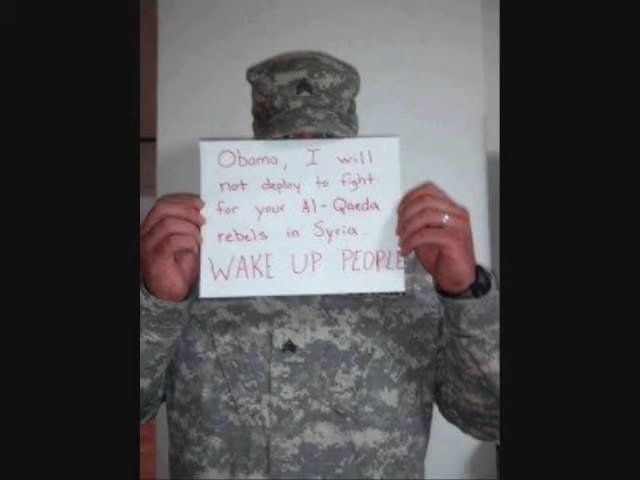 Obama, I will
not deploy to fight
for your Al-Qaeda
rebels in Syria.
WAKE UP PEOPLE